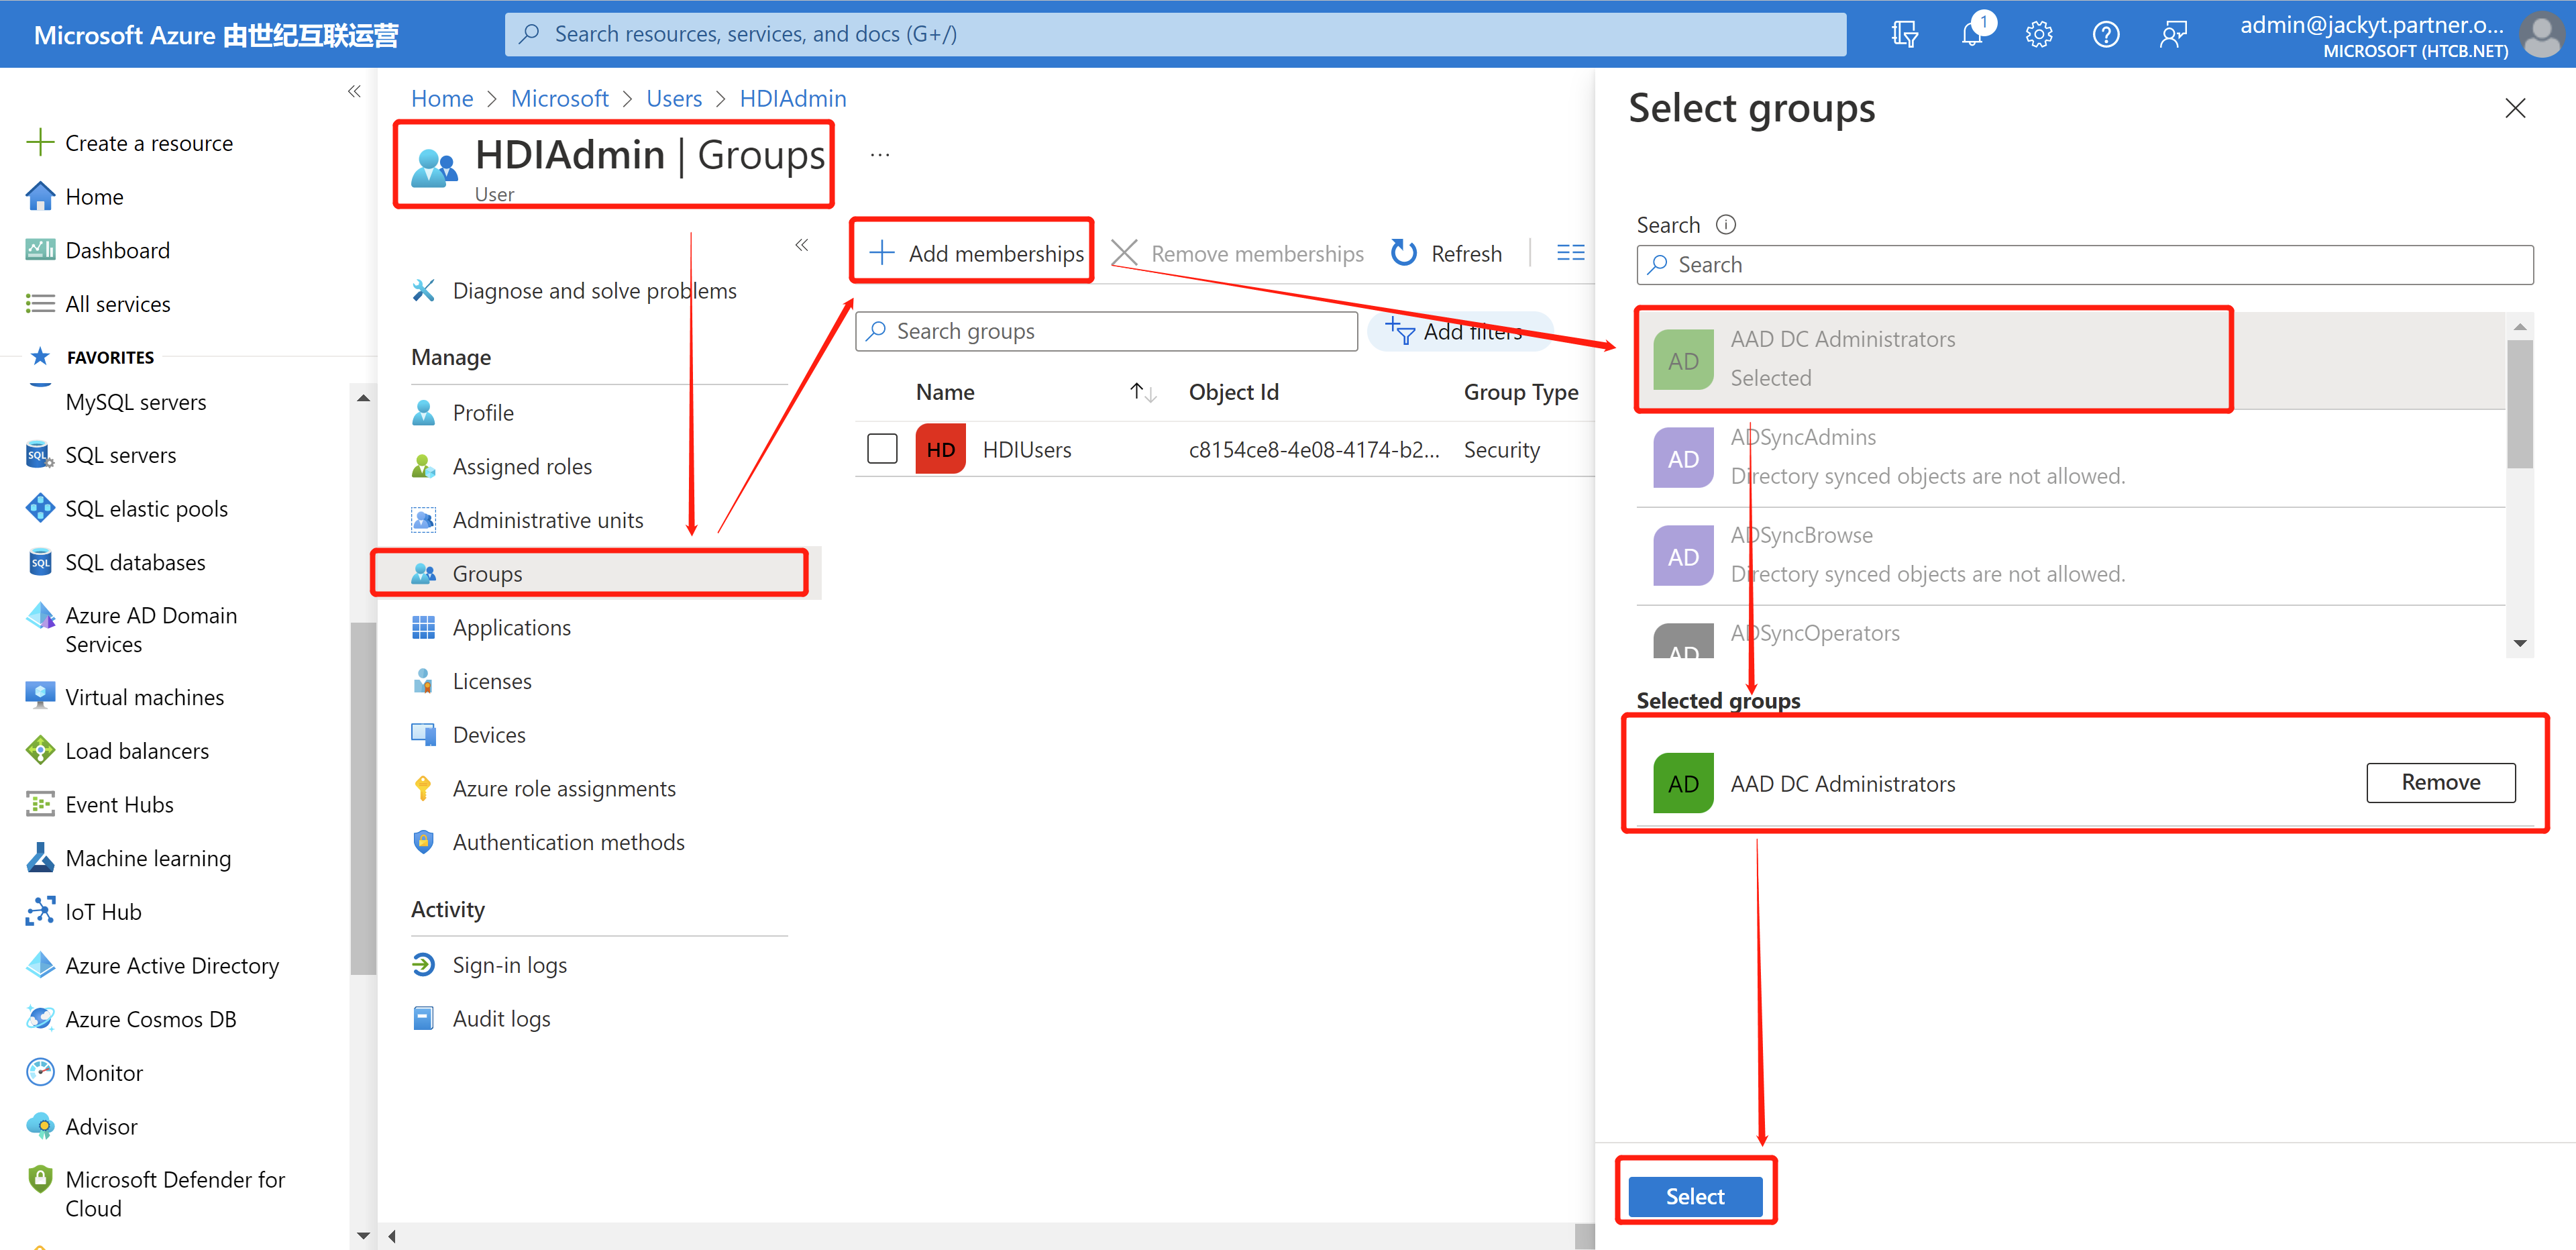 Microsoft Azure 由世纪互联运营
Search resources, services, and docs (G+/)
1
admin@jackyt.partner.o...
MICROSOFT (HTCB.NET)
Create a resource
Home
Dashboard
All services
FAVORITES
MySQL servers
SQL servers
SQL elastic pools
SQL databases
Azure AD Domain
Services
Virtual machines
Load balancers
Event Hubs
Machine learning
IoT Hub
Azure Active Directory
Azure Cosmos DB
Monitor
Advisor
Microsoft Defender for
Cloud
Home > Microsoft > Users > HDIAdmin
HDIAdmin | Groups
...
User
Diagnose and solve problems
Manage
Profile
Assigned roles
Administrative units
Groups
Applications
Licenses
Devices
Azure role assignments
Authentication methods
Activity
Sign-in logs
Audit logs
Add memberships
Remove memberships
Refresh
Search groups
Add filters
Name
Object Id
Group Type
HD
HDIUsers
c8154ce8-4e08-4174-b2...
Security
Select groups
Search
Search
AD
AAD DC Administrators
Selected
AD
ADSyncAdmins
Directory synced objects are not allowed.
AD
ADSyncBrowse
Directory synced objects are not allowed.
AD
ADSyncOperators
Selected groups
AD
AAD DC Administrators
Remove
Select